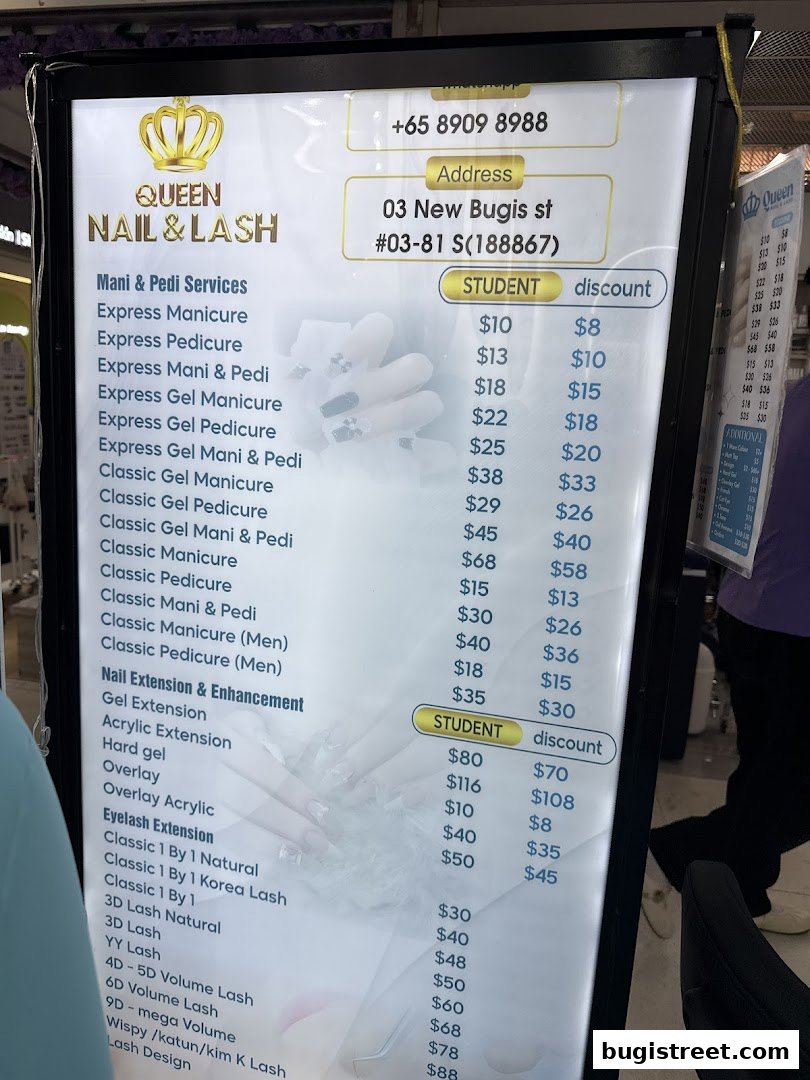 +65 8909 8988
Address
03 New Bugis st
#03-81 S(188867)
QUEEN
NAIL & LASH
Mani & Pedi Services STUDENT discount
Express Manicure $10 $8
Express Pedicure $13 $10
Express Mani & Pedi $18 $15
Express Gel Manicure $22 $18
Express Gel Pedicure $25 $20
Express Gel Mani & Pedi $38 $33
Classic Gel Manicure $29 $26
Classic Gel Pedicure $45 $40
Classic Gel Mani & Pedi $68 $58
Classic Manicure $15 $13
Classic Pedicure $30 $26
Classic Mani & Pedi $40 $36
Classic Manicure (Men) $18 $15
Classic Pedicure (Men) $35 $30
Nail Extension & Enhancement STUDENT discount
Gel Extension $80 $70
Acrylic Extension $116 $108
Hard gel $10 $8
Overlay $40 $35
Overlay Acrylic $50 $45
Eyelash Extension
Classic 1 By 1 Natural $30
Classic 1 By 1 Korea Lash $40
Classic 1 By 1 $48
3D Lash Natural $50
3D Lash $60
YY Lash $68
4D - 5D Volume Lash $78
6D Volume Lash $88
9D - mega Volume
Wispy /katun/kim K Lash
Lash Design
Queen
ADDITIONAL
bugistreet.com